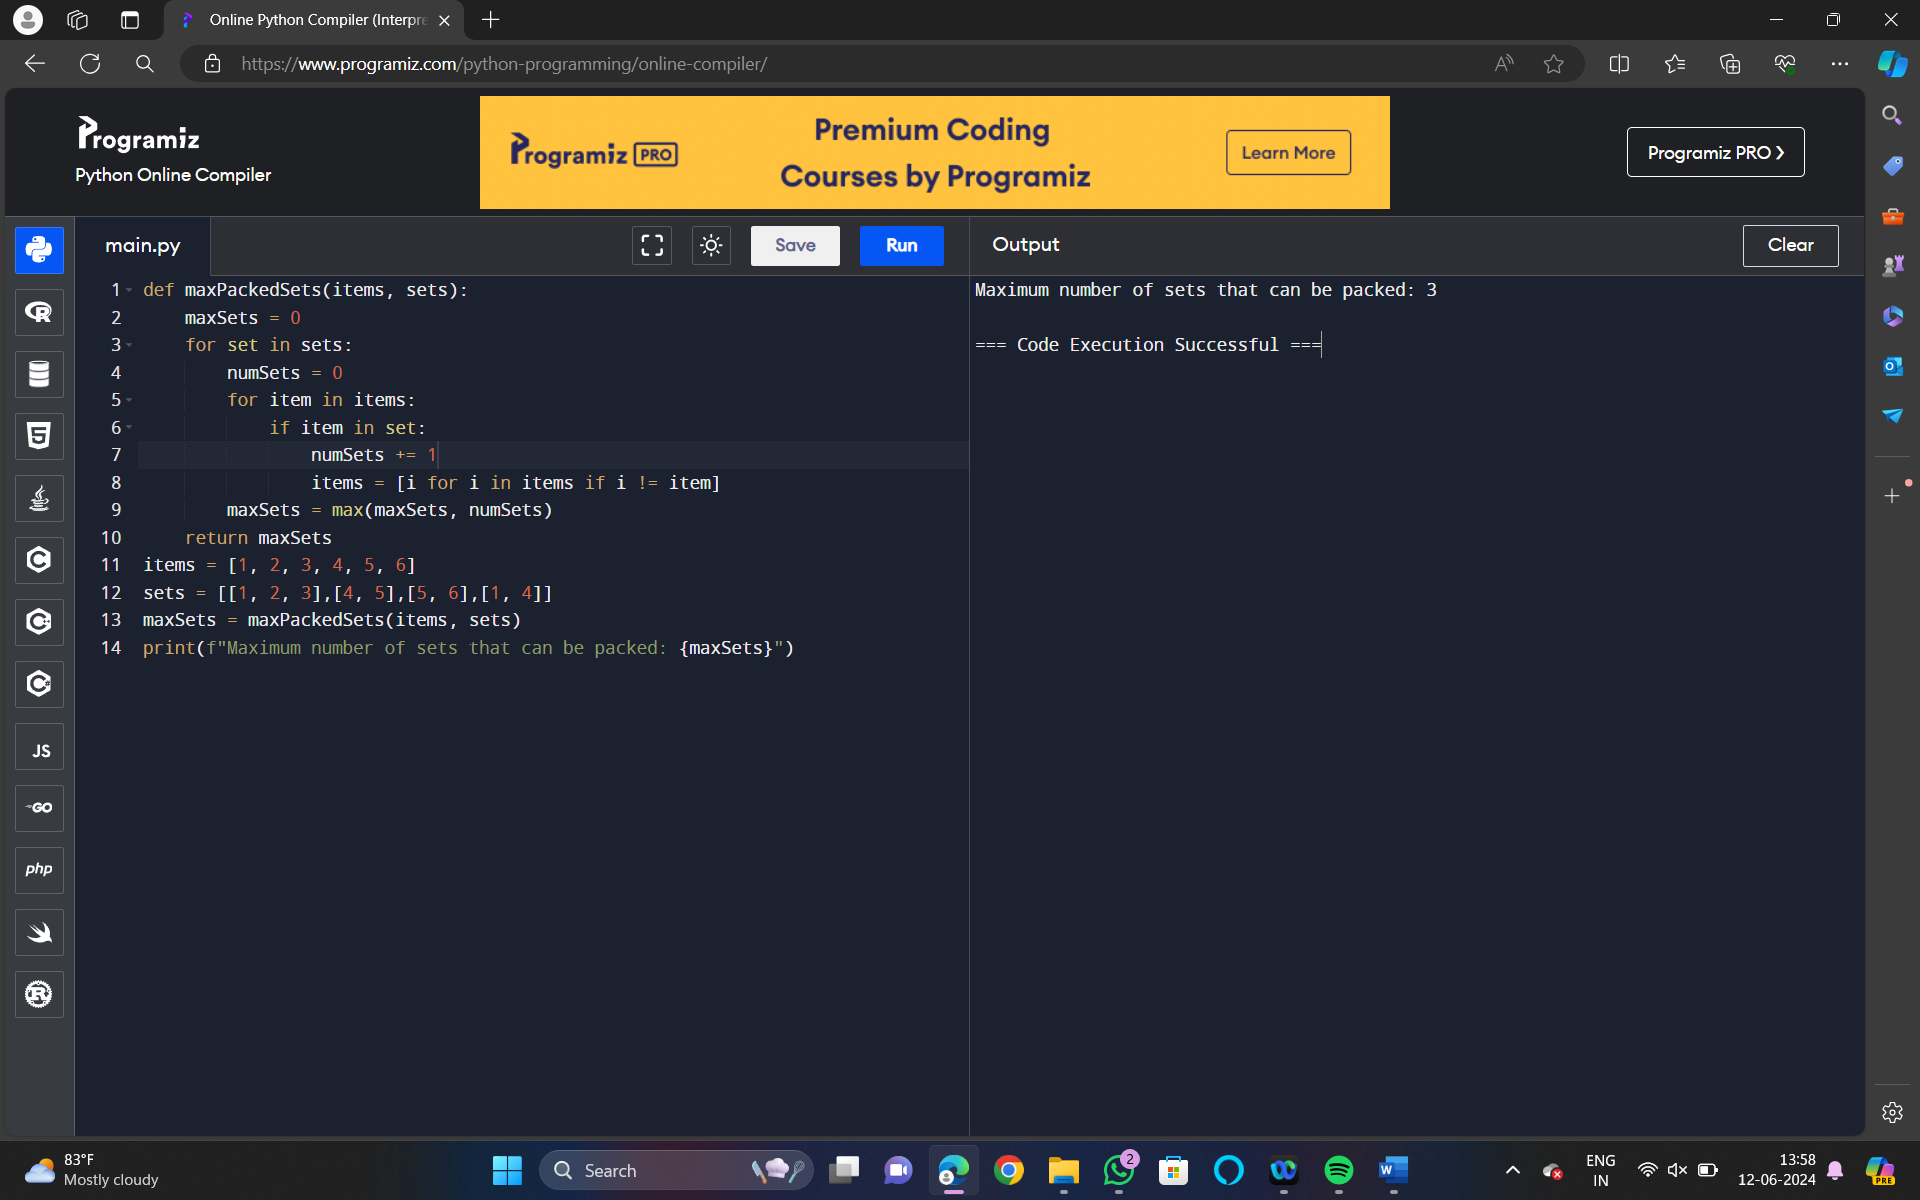 Online Python Compiler (Interpre
https://www.programiz.com/python-programming/online-compiler/
Programiz
Python Online Compiler
Programiz PRO
Premium Coding
Courses by Programiz
Learn More
Programiz PRO ❯
main.py
Save
Run
Output
Clear
1 def maxPackedSets(items, sets):
2     maxSets = 0
3     for set in sets:
4         numSets = 0
5         for item in items:
6             if item in set:
7                 numSets += 1
8                 items = [i for i in items if i != item]
9         maxSets = max(maxSets, numSets)
10     return maxSets
11 items = [1, 2, 3, 4, 5, 6]
12 sets = [[1, 2, 3],[4, 5],[5, 6],[1, 4]]
13 maxSets = maxPackedSets(items, sets)
14 print(f"Maximum number of sets that can be packed: {maxSets}")
Maximum number of sets that can be packed: 3
=== Code Execution Successful ===
R
5
C
C
C
JS
GO
php
R
83°F
Mostly cloudy
Search
2
W
ENG
IN
13:58
12-06-2024
PRE